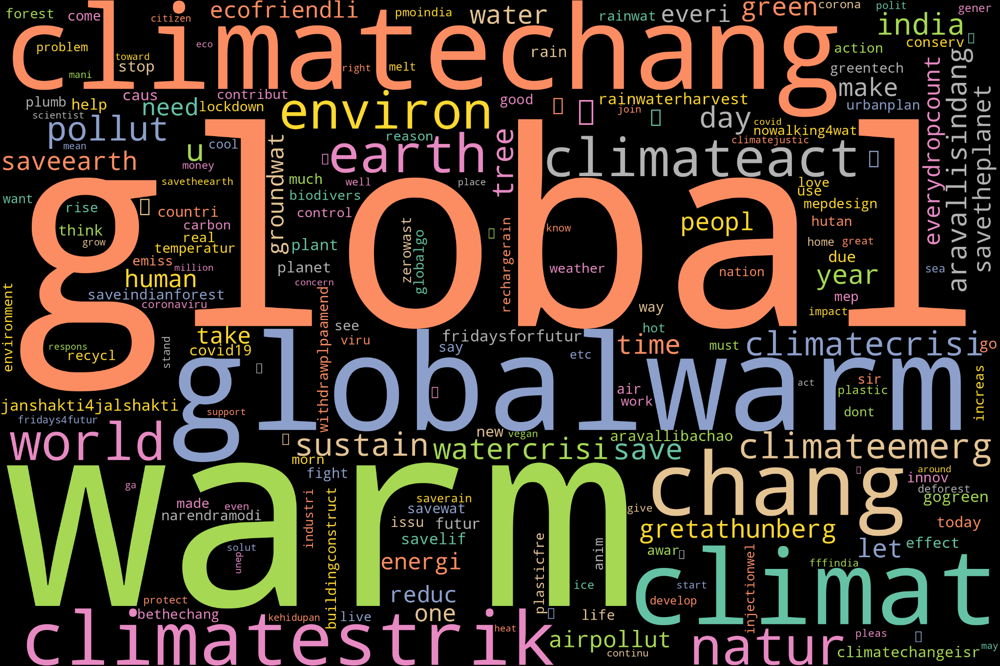 forest
come
citizen
ecofriendli
pmoindia
water
rainwat
everi
green
corona
polit
gener
climatechang
india
problem
eco
toward
stop
mani
right
melt
rain
action
conserv
greentech
make
urbanplan
everydropcount
aravallisindang
savetheplanet
plumb
help
scientist
caus
need
lockdown
contribut
environ
good
rainwaterharvest
join
day
covid
nowalking4wat
climatejustic
pollut
mean
u
cool
money
saveearth
savetheearth
groundwat
reason
earth
tree
climateact
global
want
rise
think
grow
countri
carbon
real
temperatur
emiss
million
human
saveindianforest
coronaviru
much
biodivers
control
well
place
plant
planet
concern
zerowast
globalgo
rechargerain
know
weather
peopl
nation
love
use
mepdesign
hutan
home
great
due
year
mep
impact
sea
way
hot
environment
respons
recycl
stand
take
covid19
withdrawplpaamend
see
viru
fridaysforfutur
say
etc
time
must
climatecrisi
go
globalwarm
air
work
act
sir
plastic
dont
increas
janshakti4jalshakti
fridays4futur
support
world
sustain
new
vegan
watercrisi
aravallibachao
save
climateemerg
morn
fight
warm
ga
made
even
narendramodi
solut
unep
industri
buildingconstruct
saverain
savewat
issu
futur
savelif
energi
reduc
one
plasticfre
anim
ice
life
chang
around
innov
deforest
gogreen
give
gretathunberg
today
let
effect
awar
fffindia
climat
start
develop
injectionwel
protect
bethechang
kehidupan
live
heat
climatestrik
airpollut
continu
natur
pleas
climatechangeisr
may